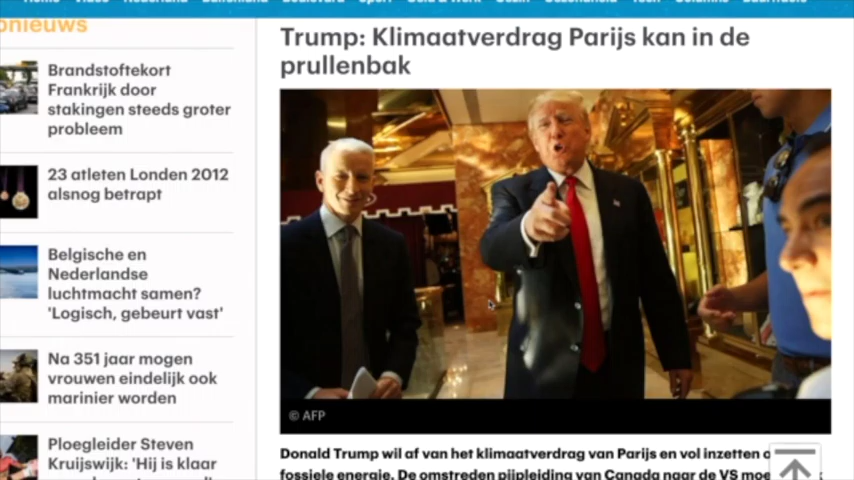 Home Video Nederland Buitenland Boulevard Sport Geld & Werk Gezin Gezondheid Tech Columns Buurtnatie
onieuws
Brandstoftekort
Frankrijk door
stakingen steeds groter
probleem
23 atleten Londen 2012
alsnog betrapt
Belgische en
Nederlandse
luchtmacht samen?
'Logisch, gebeurt vast'
Na 351 jaar mogen
vrouwen eindelijk ook
marinier worden
Ploegleider Steven
Kruijswijk: 'Hij is klaar
Trump: Klimaatverdrag Parijs kan in de
prullenbak
© AFP
Donald Trump wil af van het klimaatverdrag van Parijs en vol inzetten
fossiele energie. De omstreden pijpleiding van Canada naar de VS moe